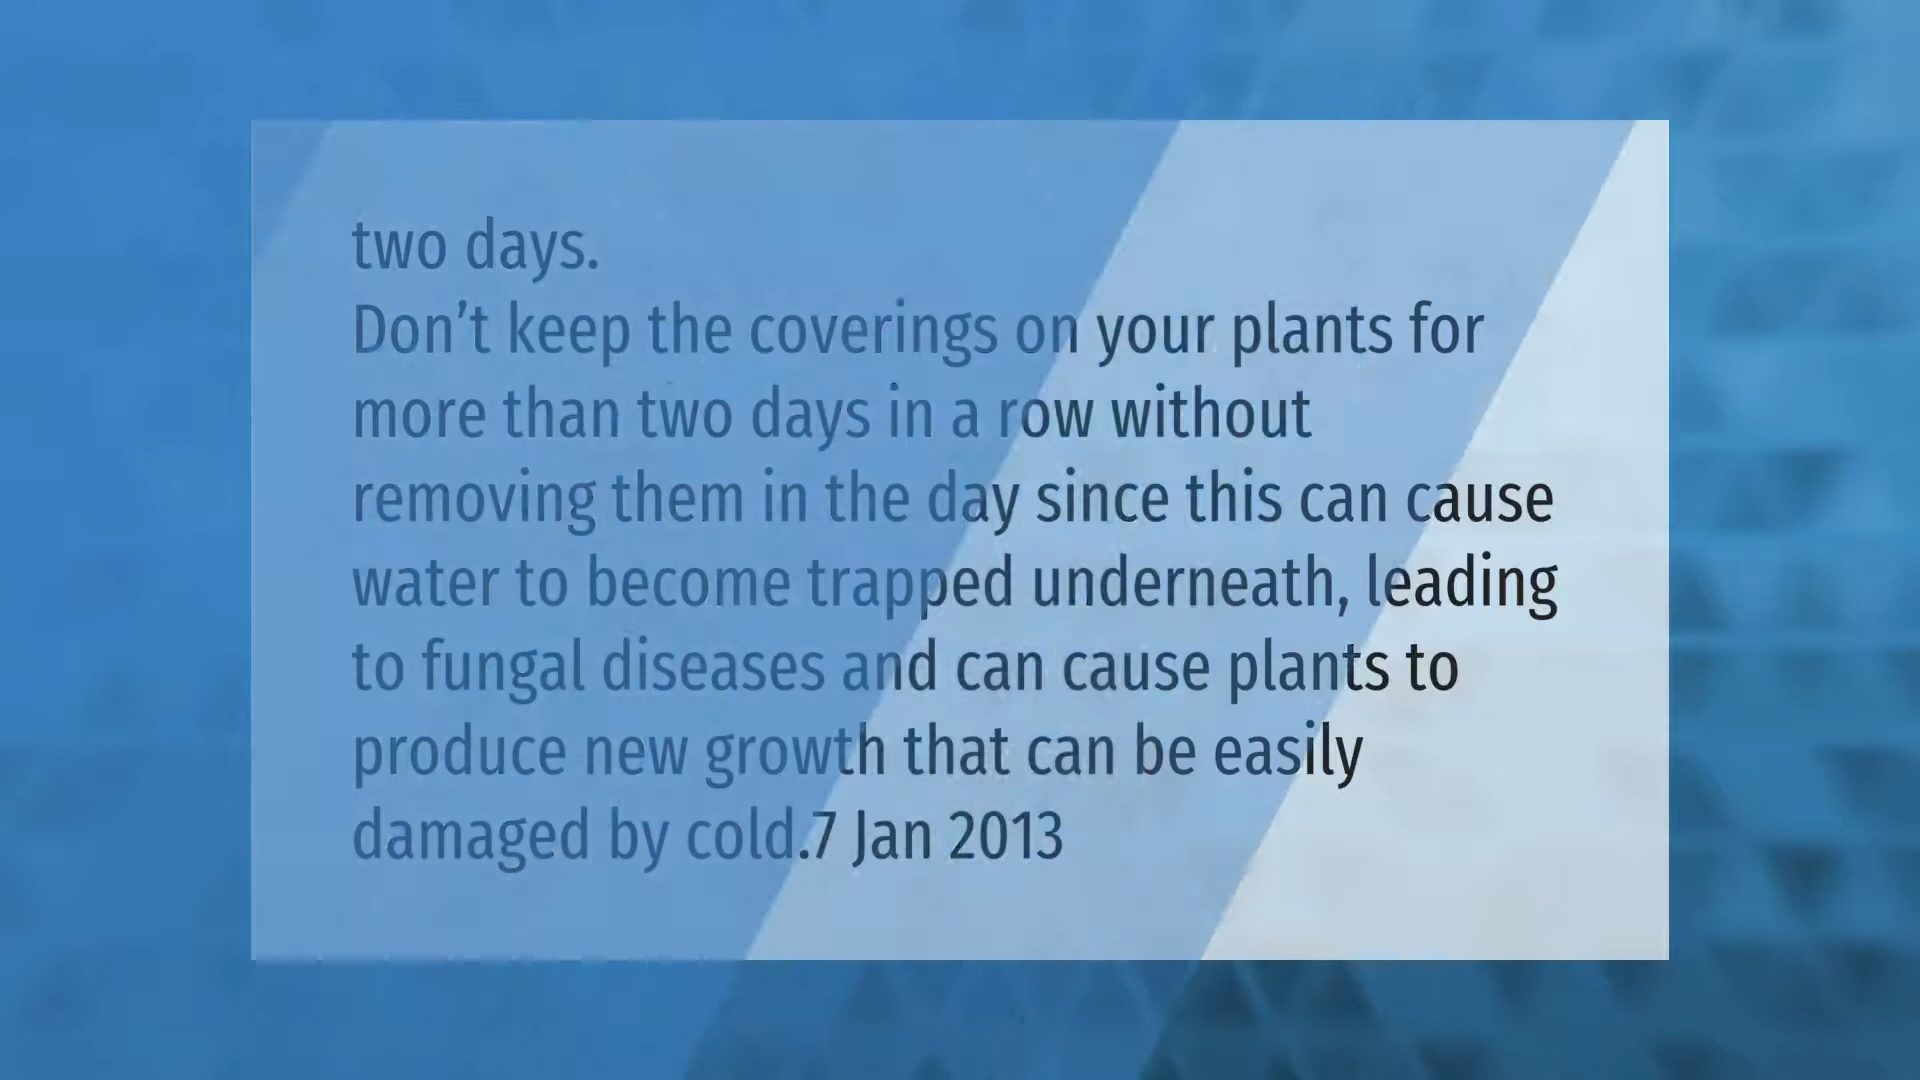 two days.
Don’t keep the coverings on your plants for
more than two days in a row without
removing them in the day since this can cause
water to become trapped underneath, leading
to fungal diseases and can cause plants to
produce new growth that can be easily
damaged by cold.7 Jan 2013